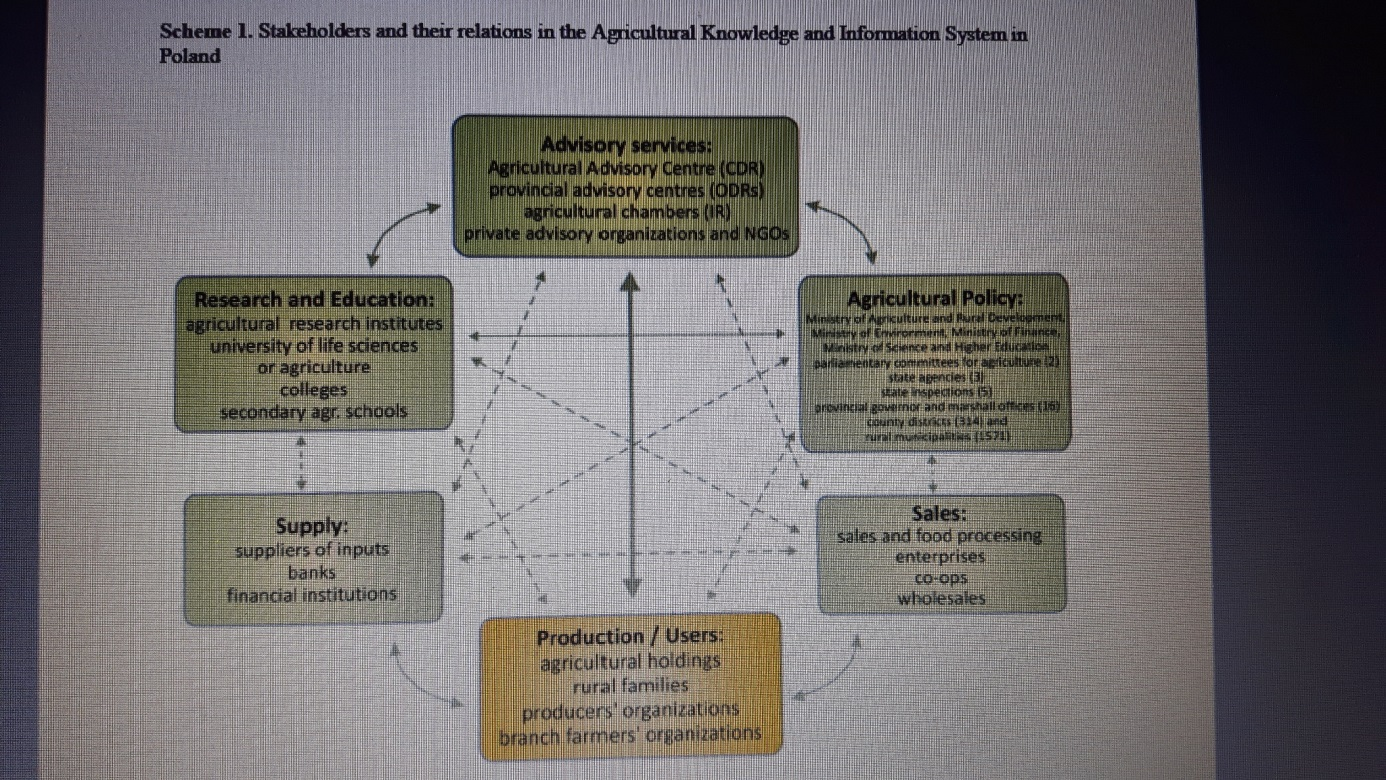 Scheme 1. Stakeholders and their relations in the Agricultural Knowledge and Information System in
Poland
Advisory services:
Agricultural Advisory Centre (CDR)
provincial advisory centres (ODRs)
agricultural chambers (IR)
private advisory organizations and NGOs
Research and Education:
agricultural research institutes
university of life sciences
or agriculture
colleges
secondary agr. schools
Agricultural Policy:
Ministry of Agriculture and Rural Development,
Ministry of Environment, Ministry of Finance,
Ministry of Science and Higher Education
parliamentary committees for agriculture (2)
state agencies (3)
state inspections (5)
provincial governor and marshall offices (16)
county districts (314) and
rural municipalities (1571)
Supply:
suppliers of inputs
banks
financial institutions
Sales:
sales and food processing
enterprises
co-ops
wholesales
Production / Users:
agricultural holdings
rural families
producers' organizations
branch farmers' organizations